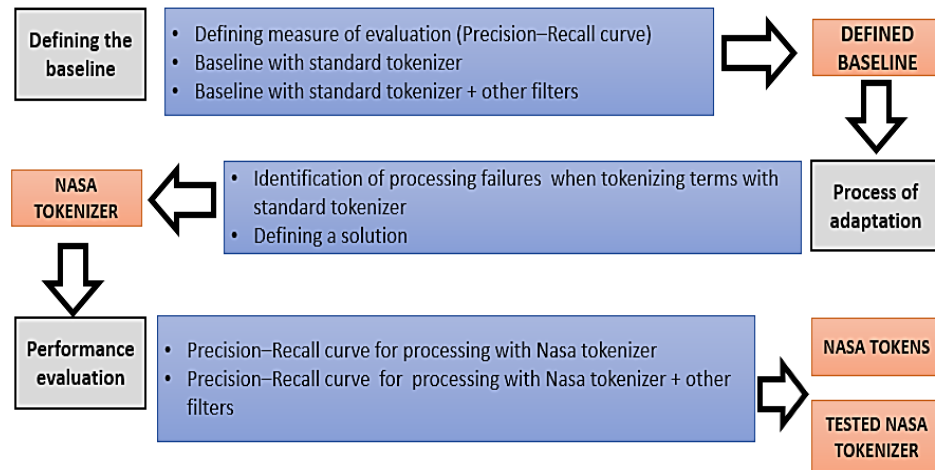 Defining the
baseline
• Defining measure of evaluation (Precision–Recall curve)
• Baseline with standard tokenizer
• Baseline with standard tokenizer + other filters
DEFINED
BASELINE
NASA
TOKENIZER
• Identification of processing failures when tokenizing terms with
standard tokenizer
• Defining a solution
Process of
adaptation
Performance
evaluation
• Precision–Recall curve for processing with Nasa tokenizer
• Precision–Recall curve for processing with Nasa tokenizer + other
filters
NASA TOKENS
TESTED NASA
TOKENIZER